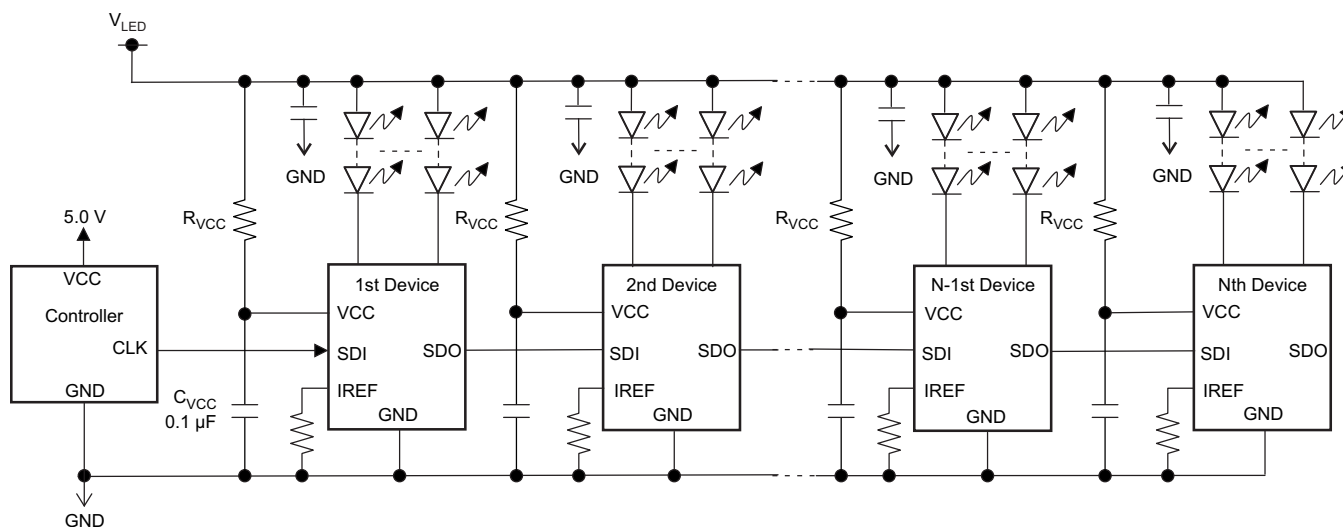 VLED
GND
GND
GND
GND
RVCC
RVCC
RVCC
RVCC
5.0 V
VCC
Controller
CLK
GND
1st Device
VCC
SDI
SDO
IREF
GND
2nd Device
VCC
SDI
SDO
IREF
GND
N-1st Device
VCC
SDI
SDO
IREF
GND
Nth Device
VCC
SDI
SDO
IREF
GND
CVCC
0.1 µF
GND